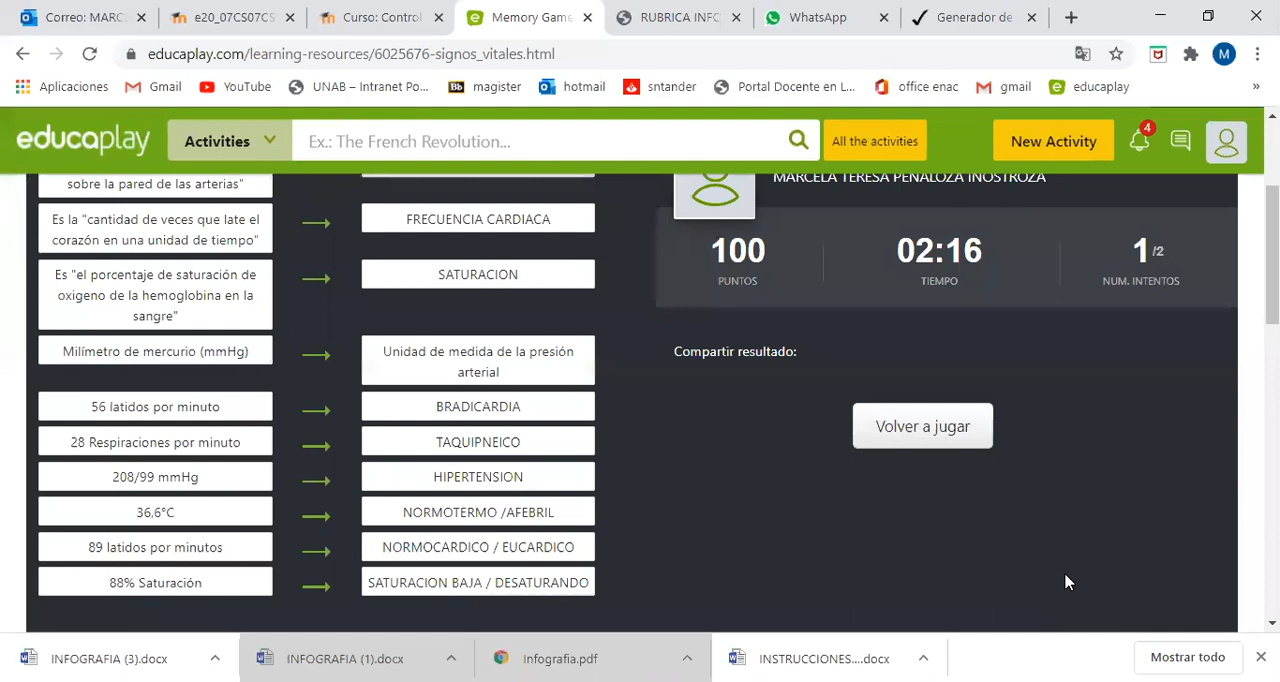 Correo: MARC
e20_07CS07CS
Curso: Control
Memory Game
RUBRICA INFO
WhatsApp
Generador de
educaplay.com/learning-resources/6025676-signos_vitales.html
M
Aplicaciones
Gmail
YouTube
UNAB – Intranet Po...
Bb
magister
hotmail
sntander
Portal Docente en L...
office enac
gmail
educaplay
»
educaplay
Activities
Ex.: The French Revolution...
All the activities
New Activity
4
sobre la pared de las arterias"
Es la "cantidad de veces que late el
corazón en una unidad de tiempo"
FRECUENCIA CARDIACA
Es "el porcentaje de saturación de
oxigeno de la hemoglobina en la
sangre"
SATURACION
Milímetro de mercurio (mmHg)
Unidad de medida de la presión
arterial
56 latidos por minuto
BRADICARDIA
28 Respiraciones por minuto
TAQUIPNEICO
208/99 mmHg
HIPERTENSION
36,6°C
NORMOTERMO /AFEBRIL
89 latidos por minutos
NORMOCARDICO / EUCARDICO
88% Saturación
SATURACION BAJA / DESATURANDO
MARCELA TERESA PENALOZA INOSTROZA
100
PUNTOS
02:16
TIEMPO
1/2
NUM. INTENTOS
Compartir resultado:
Volver a jugar
INFOGRAFIA (3).docx
INFOGRAFIA (1).docx
Infografia.pdf
INSTRUCCIONES....docx
Mostrar todo